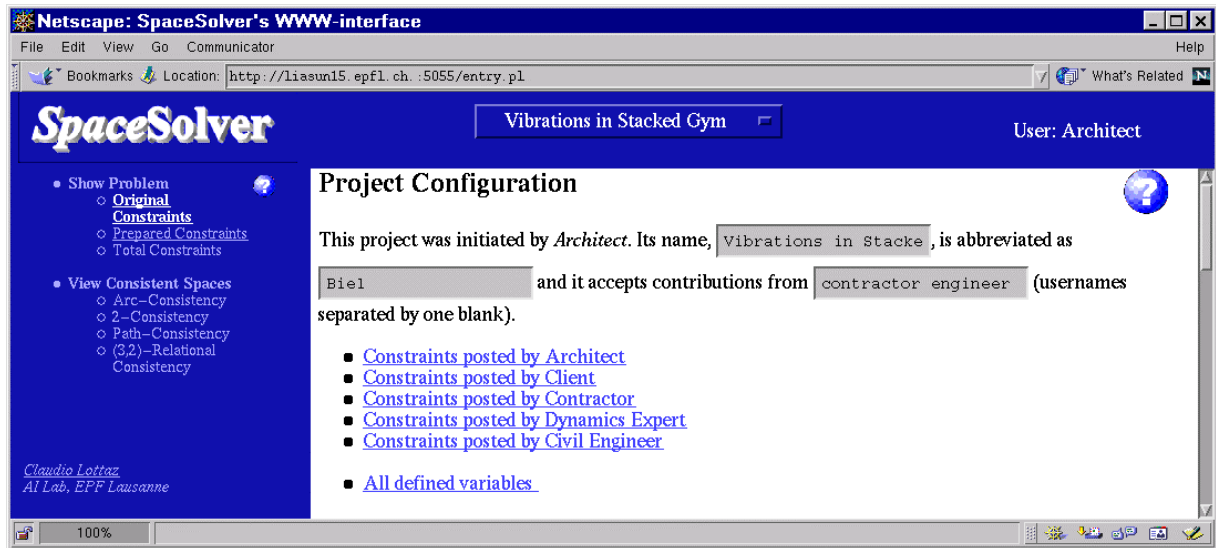 Netscape: SpaceSolver's WWW-interface
File Edit View Go Communicator Help
Bookmarks Location: http://liasun15.epfl.ch.:5055/entry.pl What's Related N
SpaceSolver
Vibrations in Stacked Gym
User: Architect
Show Problem
Original
Constraints
Prepared Constraints
Total Constraints
View Consistent Spaces
Arc-Consistency
2-Consistency
Path-Consistency
(3,2)-Relational
Consistency
Claudio Lottaz
AI Lab, EPF Lausanne
Project Configuration
?
?
This project was initiated by Architect. Its name, Vibrations in Stacke , is abbreviated as
Biel and it accepts contributions from contractor engineer (usernames
separated by one blank).
Constraints posted by Architect
Constraints posted by Client
Constraints posted by Contractor
Constraints posted by Dynamics Expert
Constraints posted by Civil Engineer
All defined variables
100%